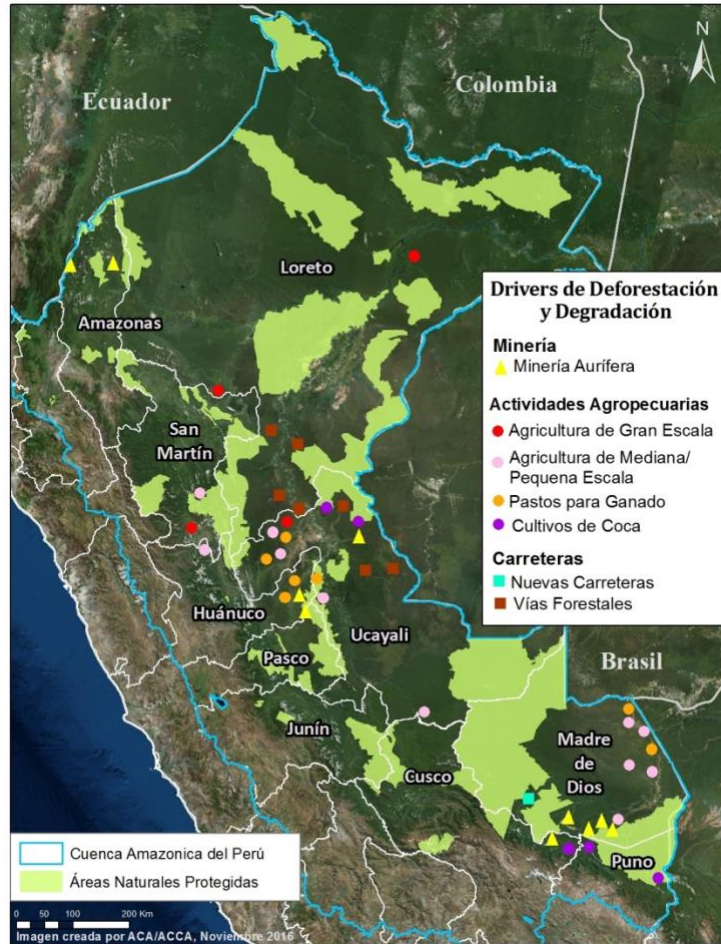 N
Ecuador
Colombia
Loreto
Amazonas
San
Martín
Huánuco
Ucayali
Pasco
Junín
Cusco
Brasil
Madre
de
Dios
Puno
Drivers de Deforestación
y Degradación
Minería
Minería Aurífera
Actividades Agropecuarias
Agricultura de Gran Escala
Agricultura de Mediana/
Pequena Escala
Pastos para Ganado
Cultivos de Coca
Carreteras
Nuevas Carreteras
Vías Forestales
Cuenca Amazonica del Perú
Áreas Naturales Protegidas
0 50 100 200 Km
Imagen creada por ACA/ACCA, Noviembre 2016